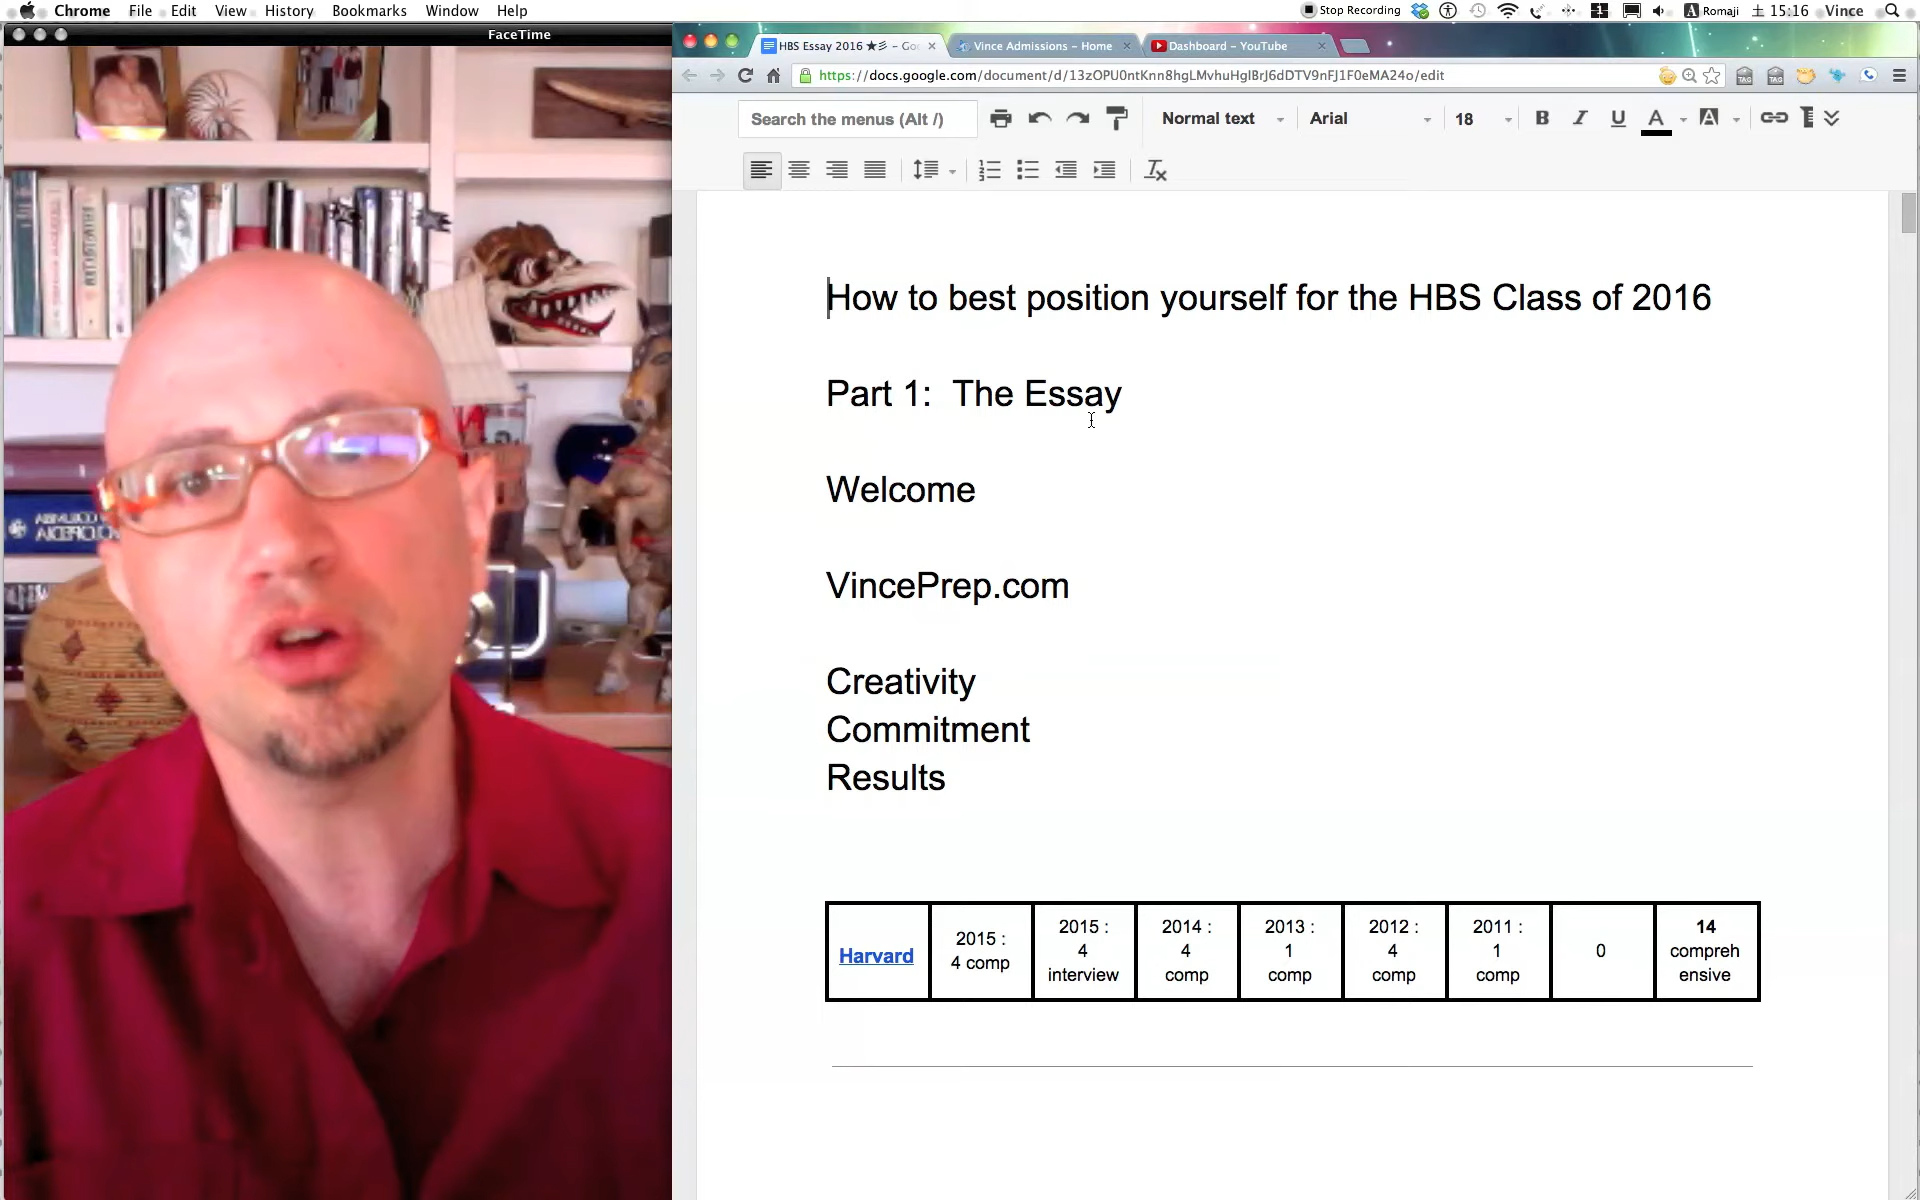 Chrome File Edit View History Bookmarks Window Help
Stop Recording
Romaji
土 15:16 Vince
FaceTime
HBS Essay 2016 ★彡 – Go
Vince Admissions – Home
Dashboard – YouTube
https://docs.google.com/document/d/13zOPU0ntKnn8hgLMvhuHglBrJ6dDTV9nFJ1F0eMA24o/edit
Search the menus (Alt /)
Normal text
Arial
18
How to best position yourself for the HBS Class of 2016
Part 1: The Essay
Welcome
VincePrep.com
Creativity
Commitment
Results
Harvard
2015 :
4 comp
2015 :
4
interview
2014 :
4
comp
2013 :
1
comp
2012 :
4
comp
2011 :
1
comp
0
14
compreh
ensive